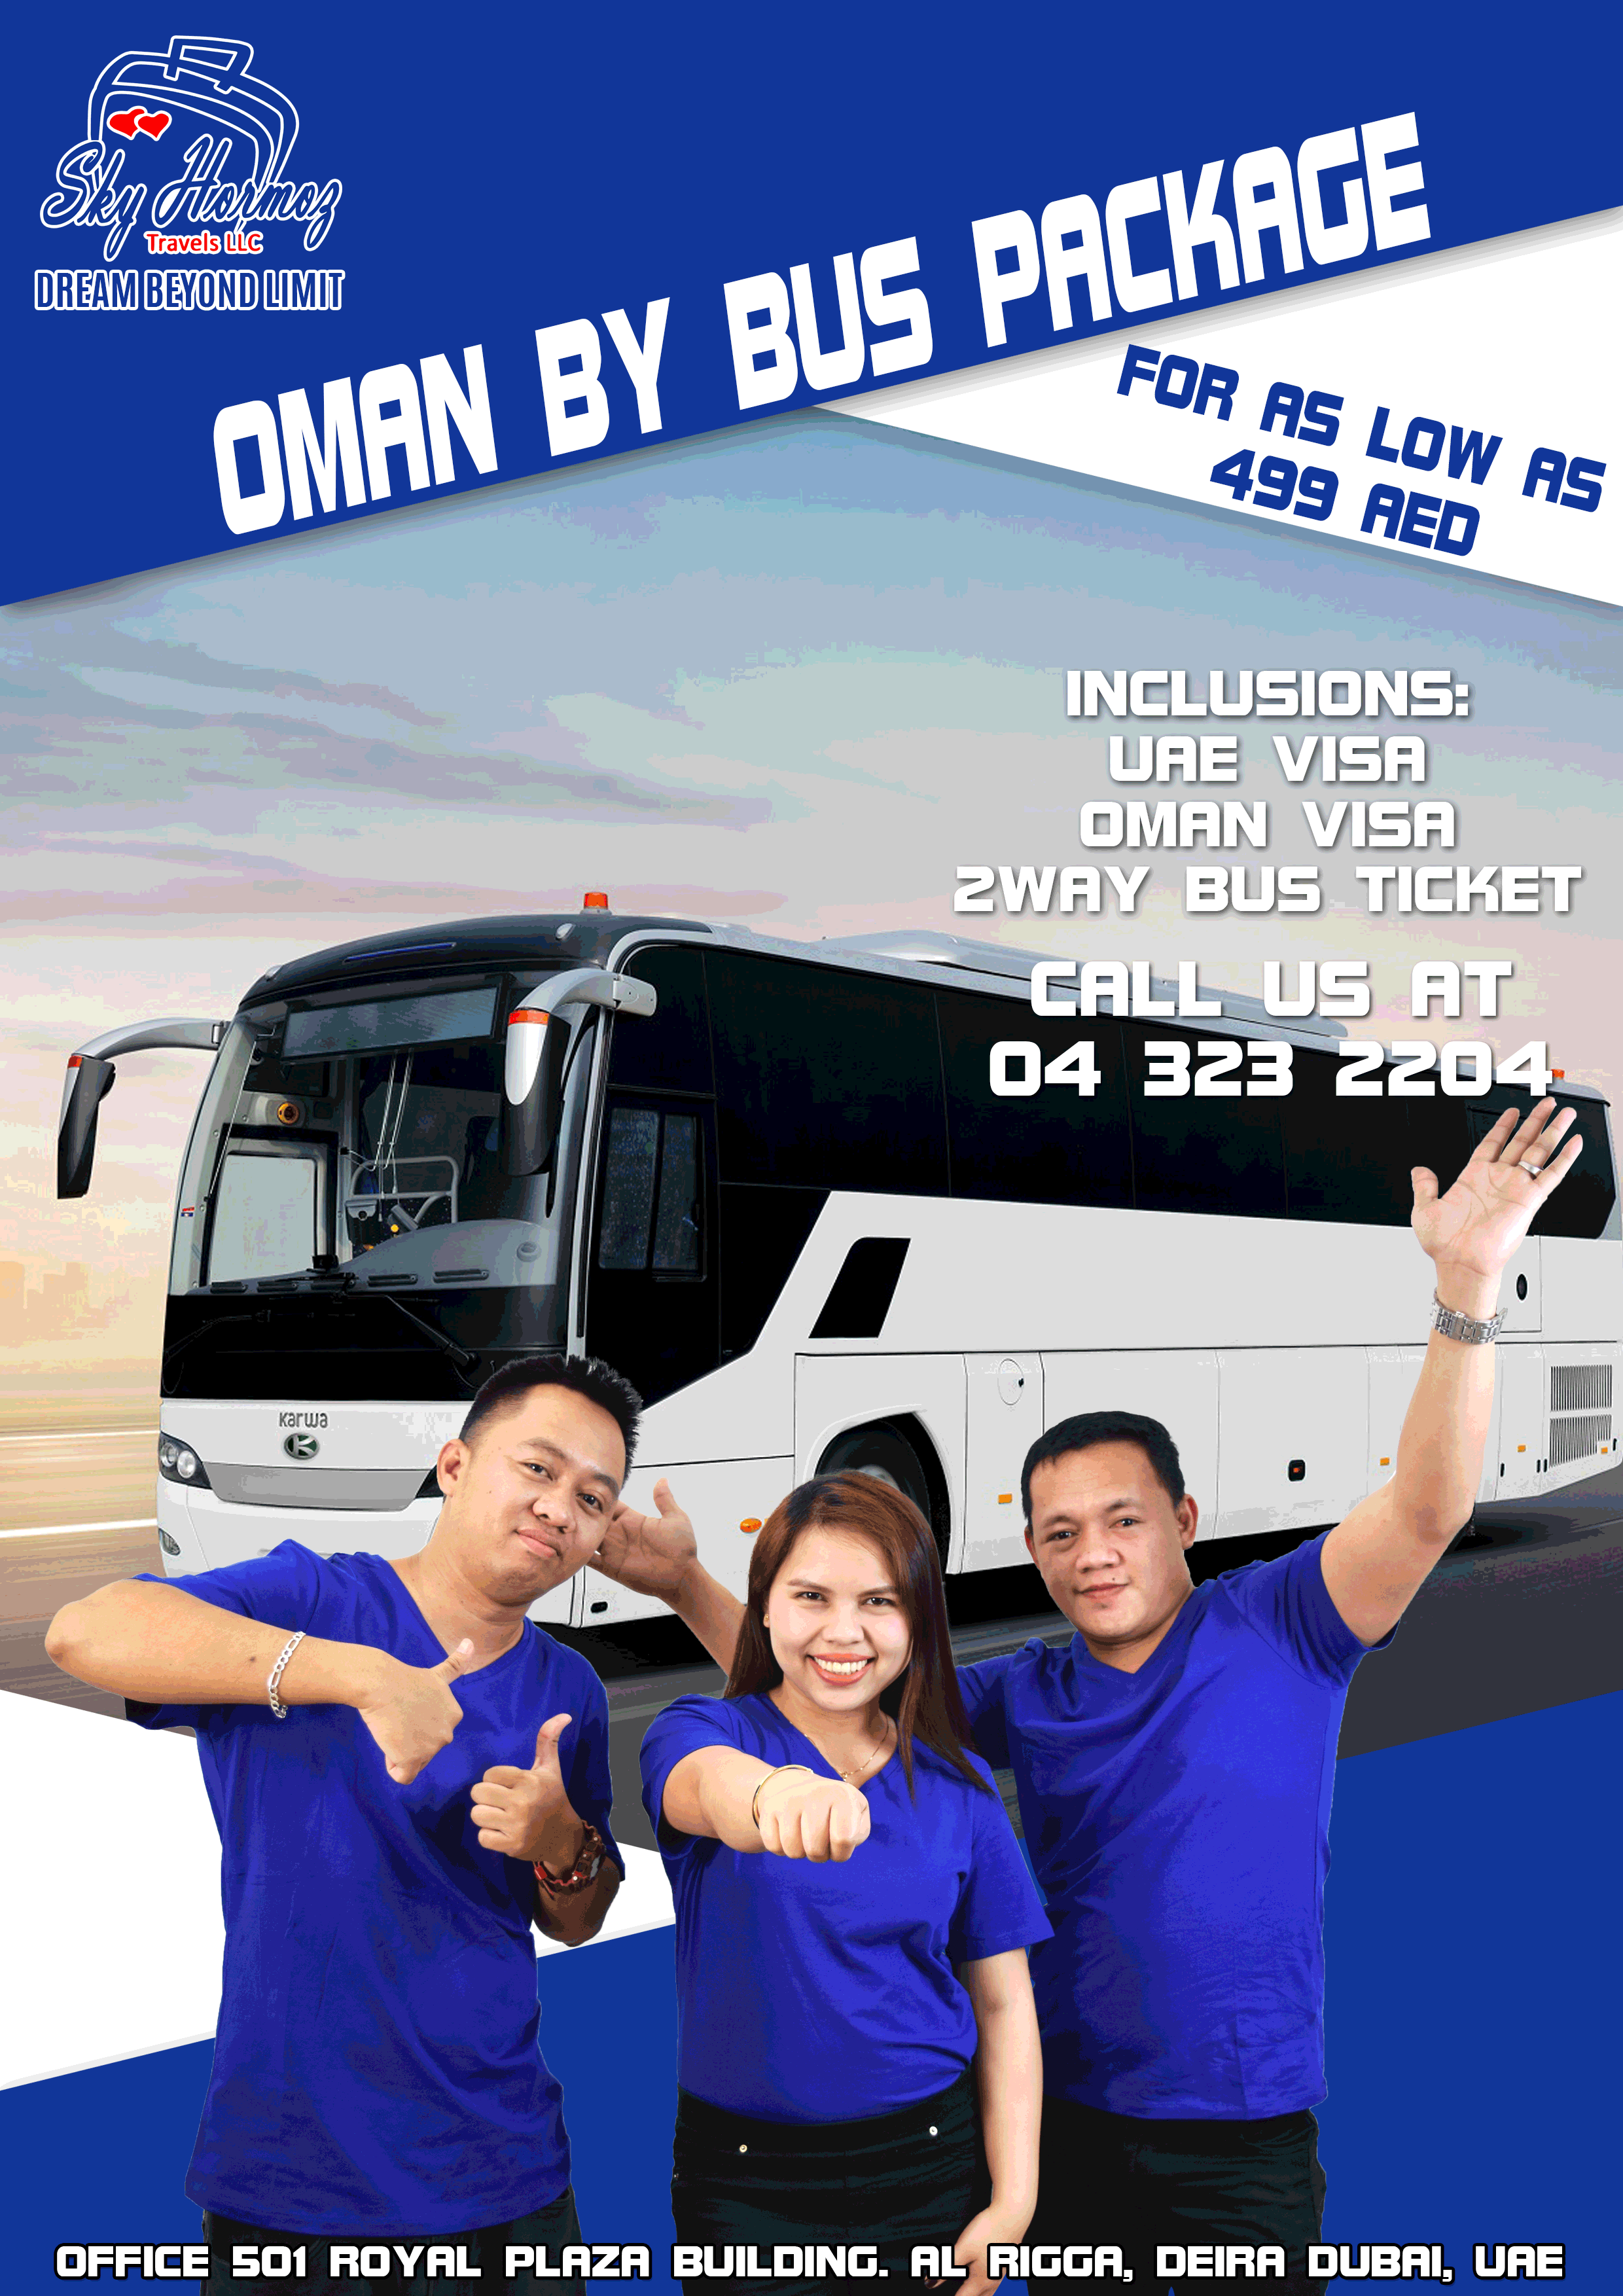 Sky Hormoz
Travels LLC
DREAM BEYOND LIMIT
OMAN BY BUS PACKAGE
FOR AS LOW AS
499 AED
INCLUSIONS:
UAE VISA
OMAN VISA
2WAY BUS TICKET
CALL US AT
04 323 2204
Karwa
K
OFFICE 501 ROYAL PLAZA BUILDING. AL RIGGA, DEIRA DUBAI, UAE